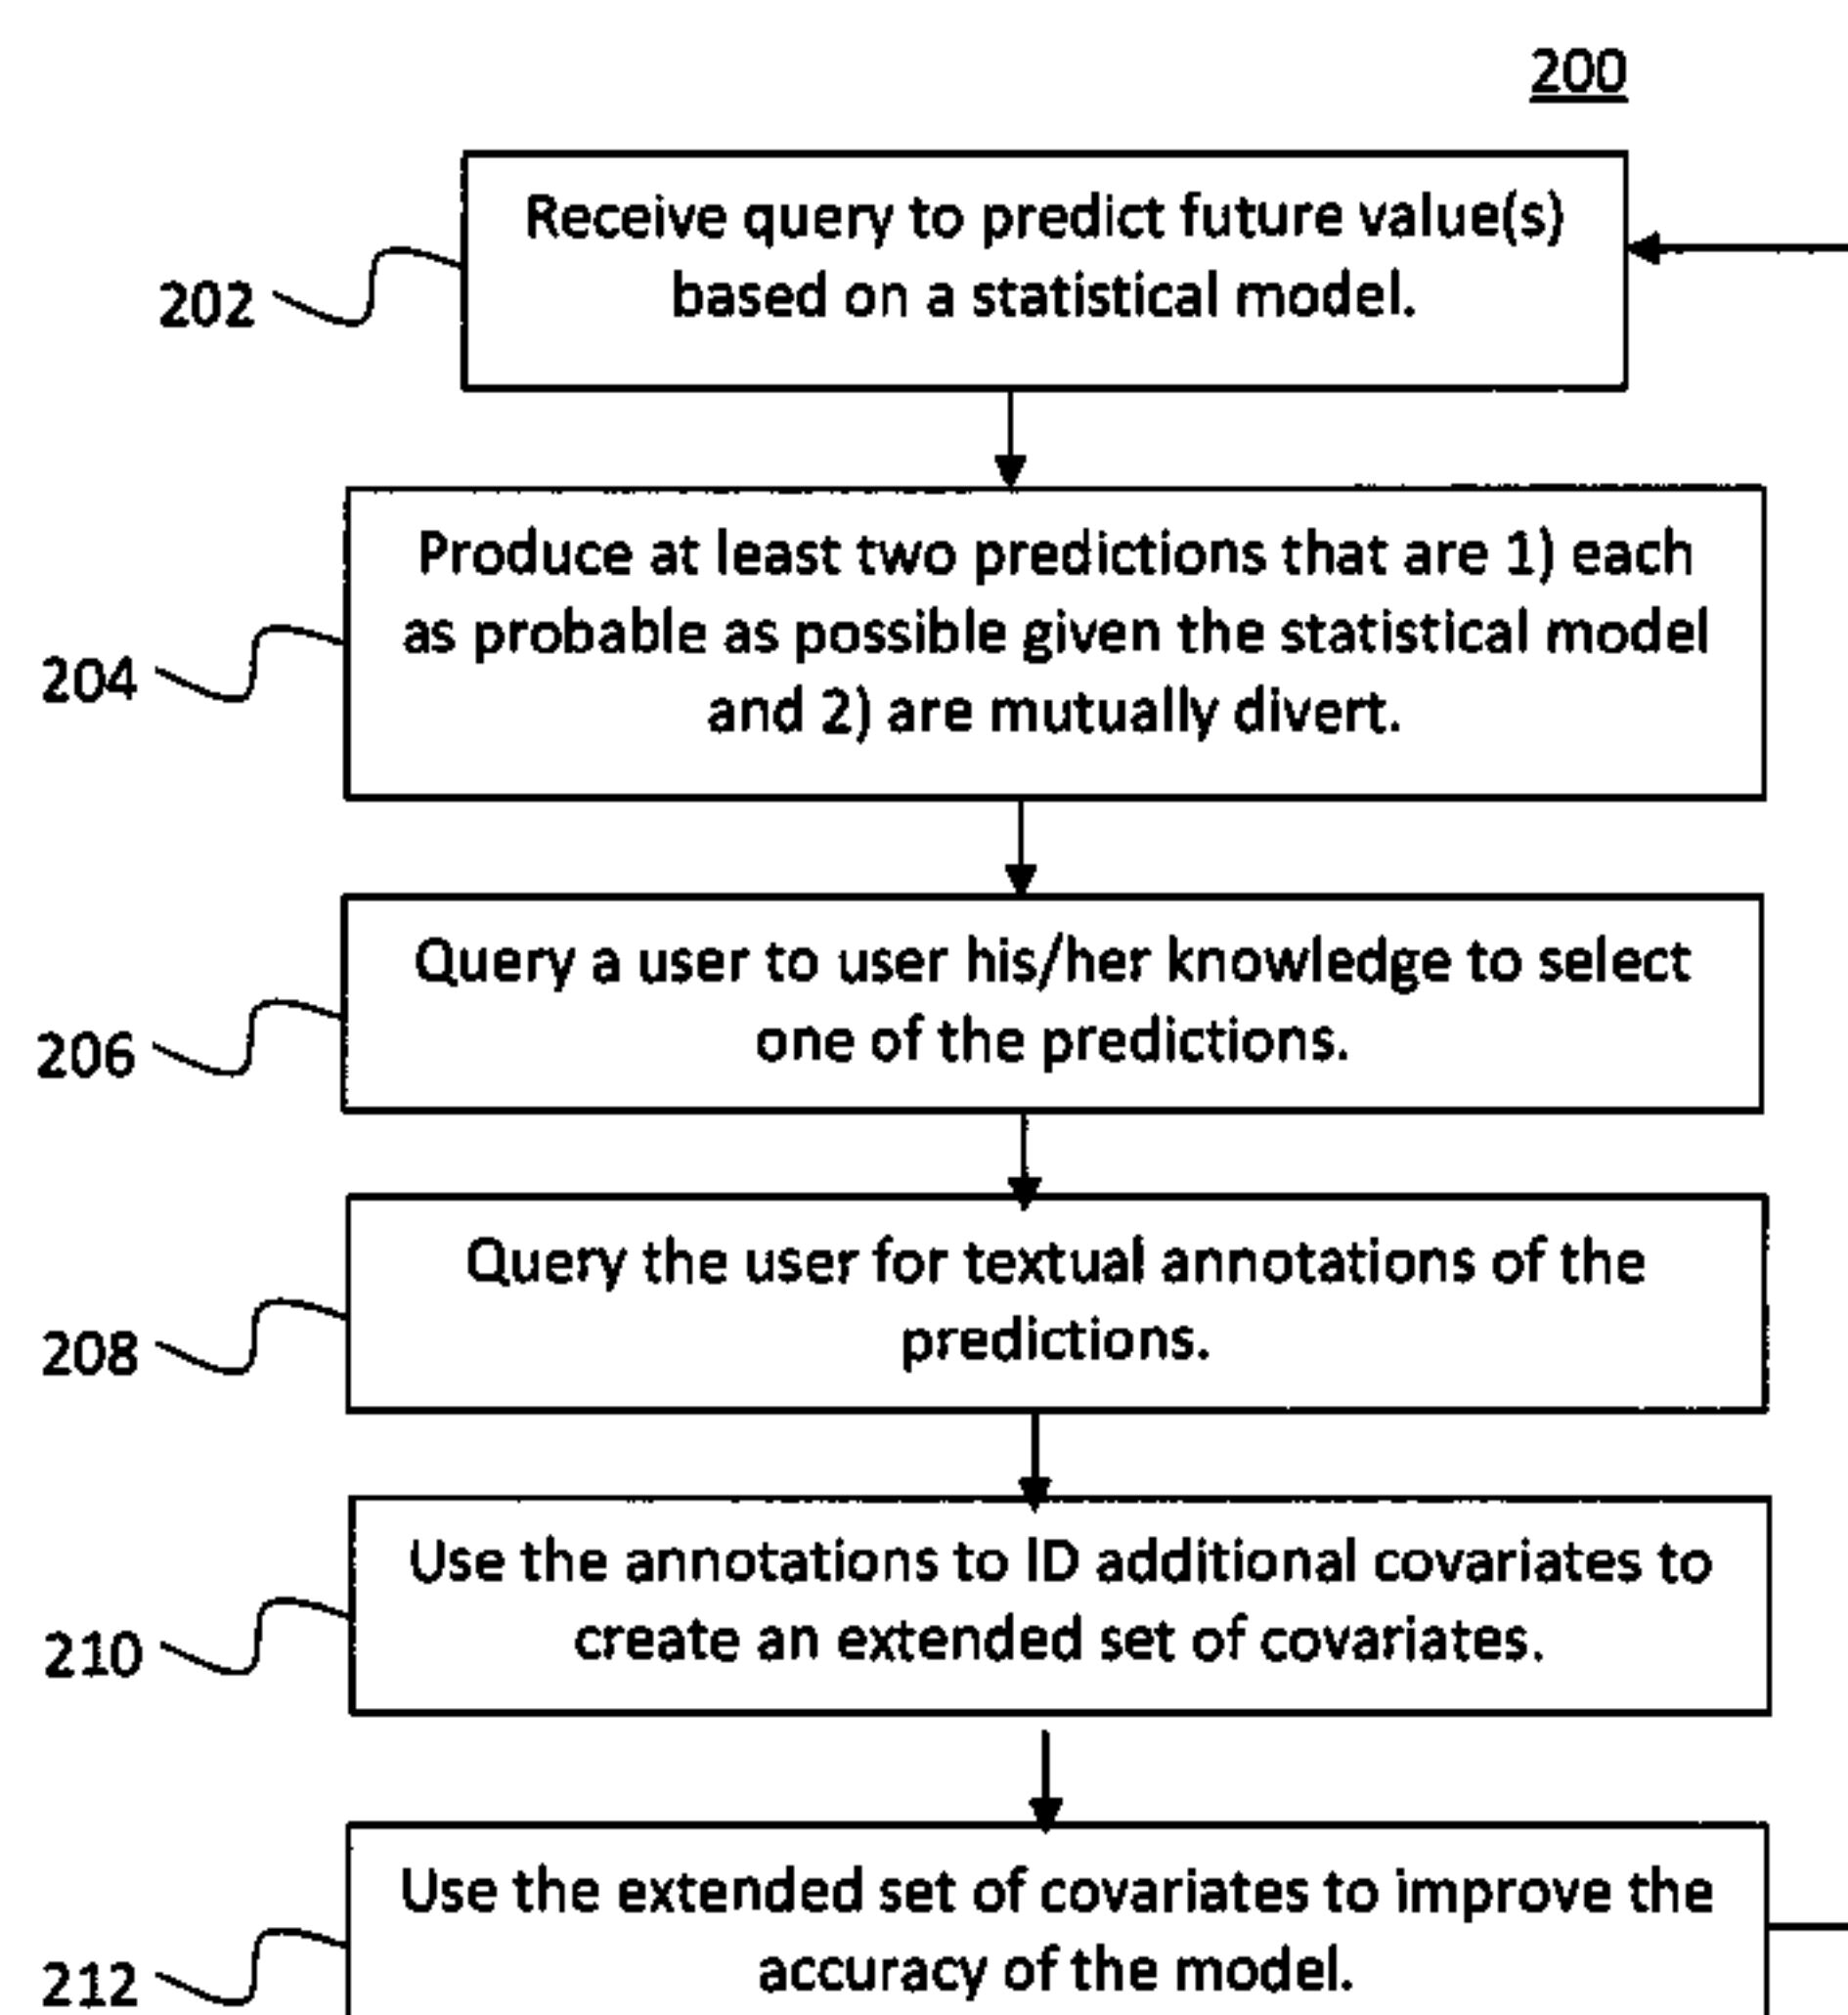 200
Receive query to predict future value(s)
based on a statistical model.
202
Produce at least two predictions that are 1) each
as probable as possible given the statistical model
and 2) are mutually divert.
204
Query a user to user his/her knowledge to select
one of the predictions.
206
Query the user for textual annotations of the
predictions.
208
Use the annotations to ID additional covariates to
create an extended set of covariates.
210
Use the extended set of covariates to improve the
accuracy of the model.
212